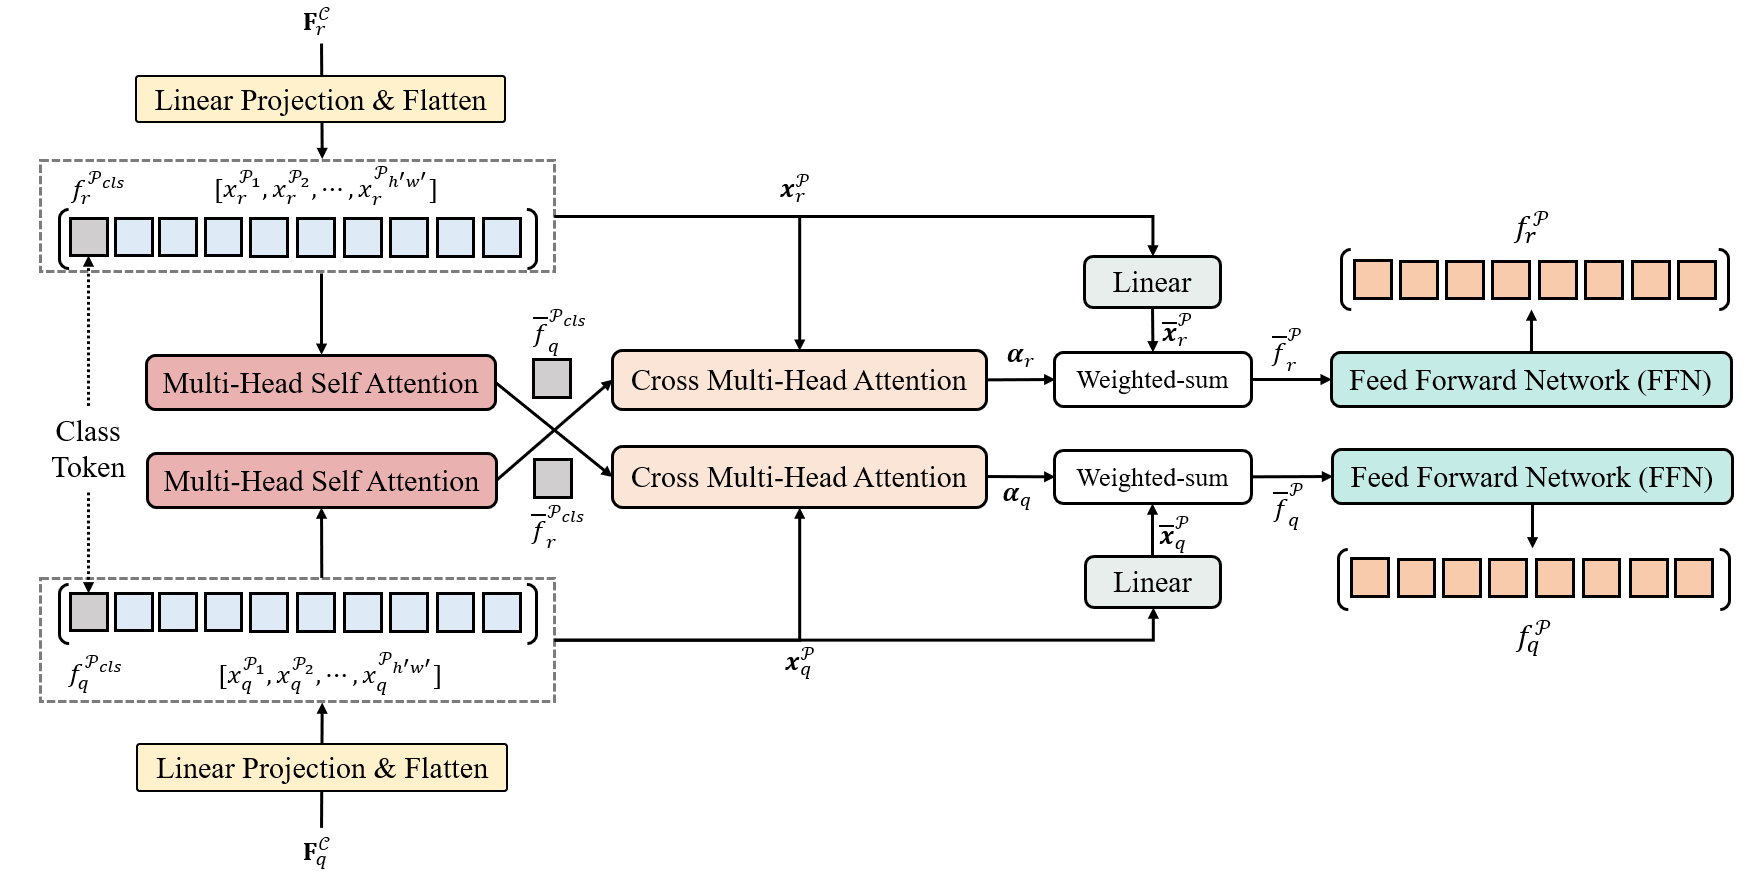 𝐅_r^𝒞
Linear Projection & Flatten
f_r^{𝒫_cls} [x_r^{𝒫_1}, x_r^{𝒫_2}, ⋯, x_r^{𝒫_{h′w′}}]
𝒙_r^𝒫
f_r^𝒫
Linear
f̅_q^{𝒫_cls}
𝒙̅_r^𝒫
f̅_r^𝒫
Multi-Head Self Attention
Cross Multi-Head Attention
𝜶_r
Weighted-sum
Feed Forward Network (FFN)
Class
Token
Multi-Head Self Attention
Cross Multi-Head Attention
𝜶_q
Weighted-sum
Feed Forward Network (FFN)
f̅_r^{𝒫_cls}
𝒙̅_q^𝒫
f̅_q^𝒫
Linear
f_q^{𝒫_cls} [x_q^{𝒫_1}, x_q^{𝒫_2}, ⋯, x_q^{𝒫_{h′w′}}]
𝒙_q^𝒫
f_q^𝒫
Linear Projection & Flatten
𝐅_q^𝒞